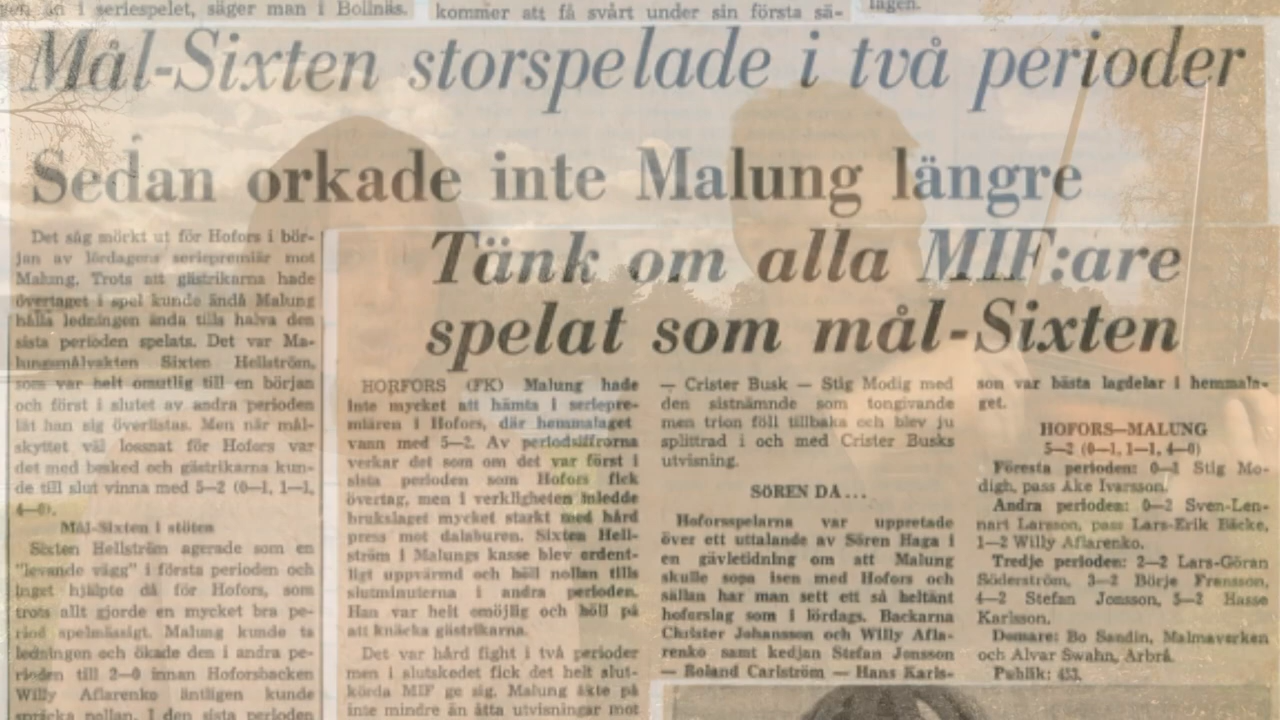 i seriespelet, säger man i Bollnäs.
kommer att få svårt under sin första sä-
lagen.
Mål-Sixten storspelade i två perioder
Sedan orkade inte Malung längre
Det såg mörkt ut för Hofors i bör-
jan av lördagens seriepremiär mot
Malung. Trots att gästrikarna hade
övertaget i spel kunde ändå Malung
hålla ledningen ända tills halva den
sista perioden spelats. Det var Ma-
lungsmålvakten Sixten Hellström,
som var helt omutlig till en början
och först i slutet av andra perioden
lät han sig överlistas. Men när mål-
skyttet väl lossnat för Hofors var
det med besked och gästrikarna kun-
de till slut vinna med 5—2 (0—1, 1—1,
4—0).
Mål-Sixten i stöten
Sixten Hellström agerade som en
"levande vägg" i första perioden och
inget hjälpte då för Hofors, som
trots allt gjorde en mycket bra pe-
riod spelmässigt. Malung kunde ta
ledningen och ökade den i andra pe-
rioden till 2—0 innan Hoforsbacken
Willy Aflarenko äntligen kunde
spräcka nollan. I den sista perioden
Tänk om alla MIF:are
spelat som mål-Sixten
HORFORS (FK) Malung hade
inte mycket att hämta i seriepre-
miären i Hofors, där hemmalaget
vann med 5—2. Av periodsiffrorna
verkar det som om det var först i
sista perioden som Hofors fick
övertag, men i verkligheten inledde
brukslaget mycket starkt med hård
press mot dalaburen. Sixten Hell-
ström i Malungs kasse blev ordent-
ligt uppvärmd och höll nollan tills
slutminuterna i andra perioden.
Han var helt omöjlig och höll på
att knäcka gästrikarna.
Det var hård fight i två perioder
men i slutskedet fick det helt slut-
körda MIF ge sig. Malung åkte på
inte mindre än åtta utvisningar mot
— Crister Busk — Stig Modig med
den sistnämnde som tongivande
men trion föll tillbaka och blev ju
splittrad i och med Crister Busks
utvisning.
SÖREN DA...
Hoforsspelarna var uppretade
över ett uttalande av Sören Haga i
en gävletidning om att Malung
skulle sopa isen med Hofors och
sällan har man sett ett så heltänt
hoforslag som i lördags. Backarna
Christer Johansson och Willy Afla-
renko samt kedjan Stefan Jonsson
— Roland Carlström — Hans Karls-
son var bästa lagdelar i hemmala-
get.
HOFORS—MALUNG
5—2 (0—1, 1—1, 4—0)
Föresta perioden: 0—1 Stig Mo-
digh, pass Åke Ivarsson.
Andra perioden: 0—2 Sven-Len-
nart Larsson, pass Lars-Erik Bäcke,
1—2 Willy Aflarenko.
Tredje perioden: 2—2 Lars-Göran
Söderström, 3—2 Börje Fransson,
4—2 Stefan Jonsson, 5—2 Hasse
Karlsson.
Domare: Bo Sandin, Malmaverken
och Alvar Swahn, Arbrå.
Publik: 453.